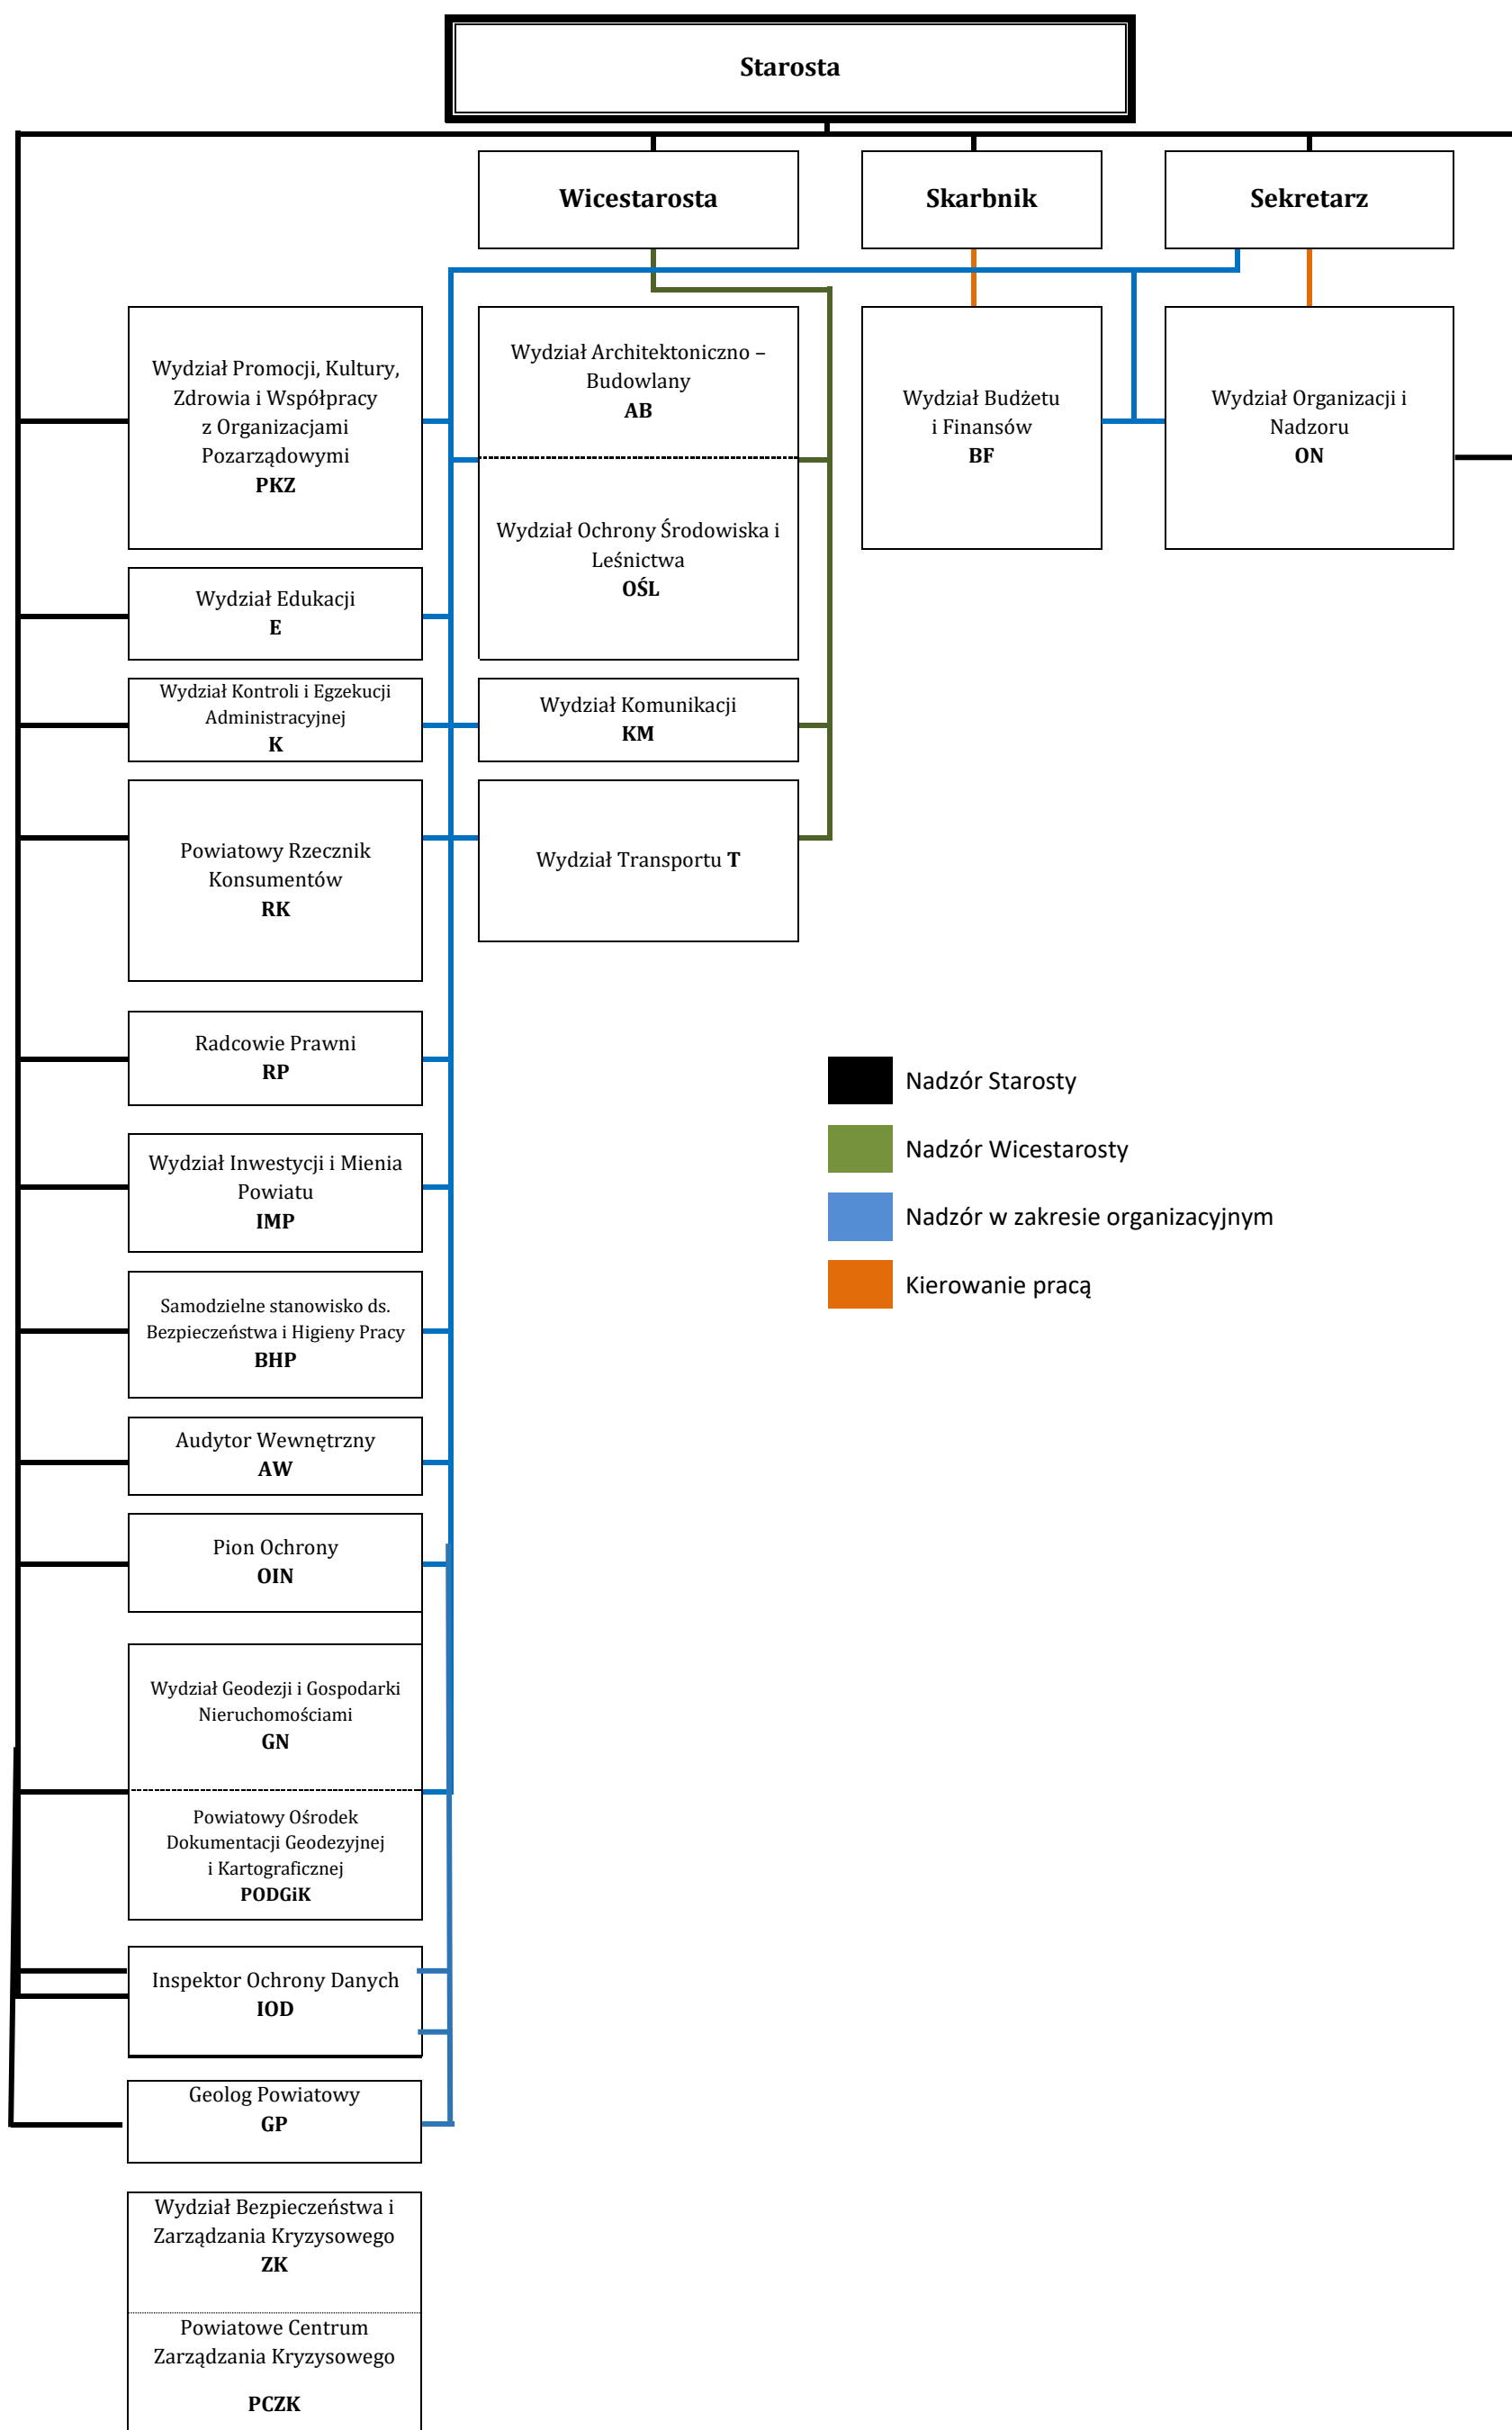 Starosta
Wicestarosta
Skarbnik
Sekretarz
Wydział Promocji, Kultury,
Zdrowia i Współpracy
z Organizacjami
Pozarządowymi
PKZ
Wydział Architektoniczno –
Budowlany
AB
Wydział Ochrony Środowiska i
Leśnictwa
OŚL
Wydział Budżetu
i Finansów
BF
Wydział Organizacji i
Nadzoru
ON
Wydział Edukacji
E
Wydział Kontroli i Egzekucji
Administracyjnej
K
Wydział Komunikacji
KM
Powiatowy Rzecznik
Konsumentów
RK
Wydział Transportu T
Radcowie Prawni
RP
Wydział Inwestycji i Mienia
Powiatu
IMP
Samodzielne stanowisko ds.
Bezpieczeństwa i Higieny Pracy
BHP
Audytor Wewnętrzny
AW
Pion Ochrony
OIN
Wydział Geodezji i Gospodarki
Nieruchomościami
GN
Powiatowy Ośrodek
Dokumentacji Geodezyjnej
i Kartograficznej
PODGiK
Inspektor Ochrony Danych
IOD
Geolog Powiatowy
GP
Wydział Bezpieczeństwa i
Zarządzania Kryzysowego
ZK
Powiatowe Centrum
Zarządzania Kryzysowego
PCZK
Nadzór Starosty
Nadzór Wicestarosty
Nadzór w zakresie organizacyjnym
Kierowanie pracą